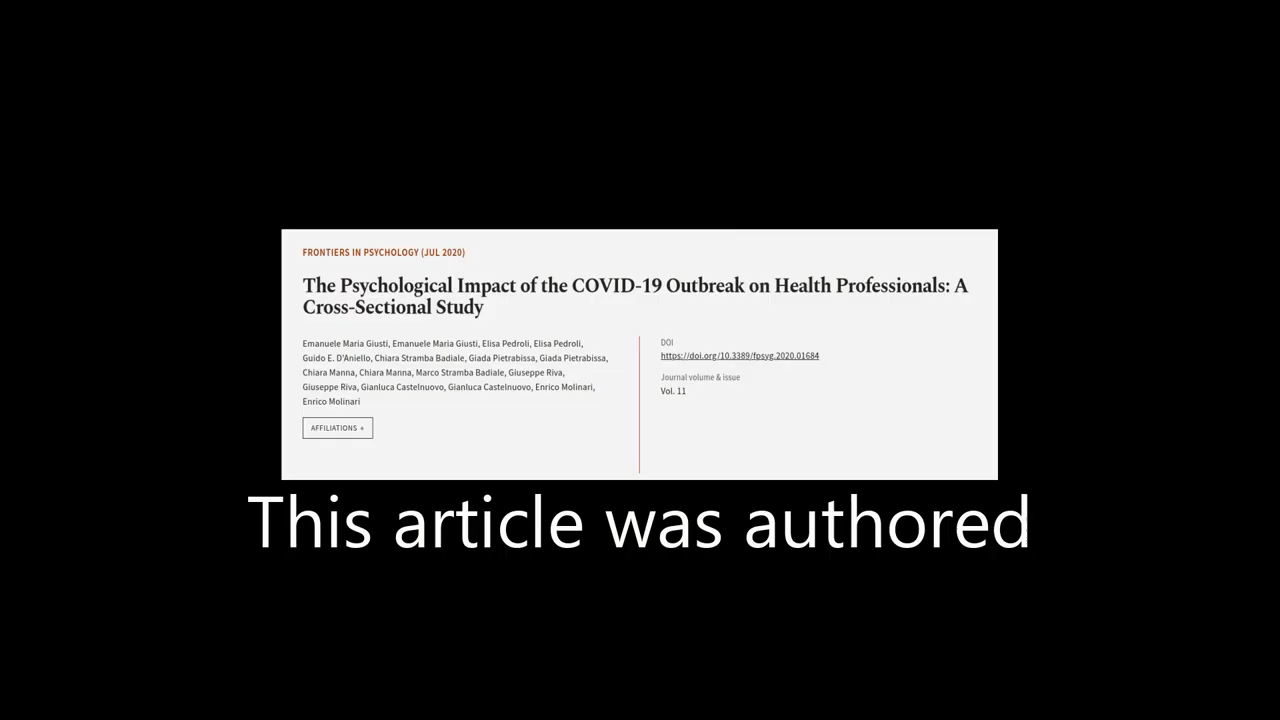 FRONTIERS IN PSYCHOLOGY (JUL 2020)
The Psychological Impact of the COVID-19 Outbreak on Health Professionals: A
Cross-Sectional Study
Emanuele Maria Giusti, Emanuele Maria Giusti, Elisa Pedroli, Elisa Pedroli,
Guido E. D'Aniello, Chiara Stramba Badiale, Giada Pietrabissa, Giada Pietrabissa,
Chiara Manna, Chiara Manna, Marco Stramba Badiale, Giuseppe Riva,
Giuseppe Riva, Gianluca Castelnuovo, Gianluca Castelnuovo, Enrico Molinari,
Enrico Molinari
AFFILIATIONS +
DOI
https://doi.org/10.3389/fpsyg.2020.01684
Journal volume & issue
Vol. 11
This article was authored